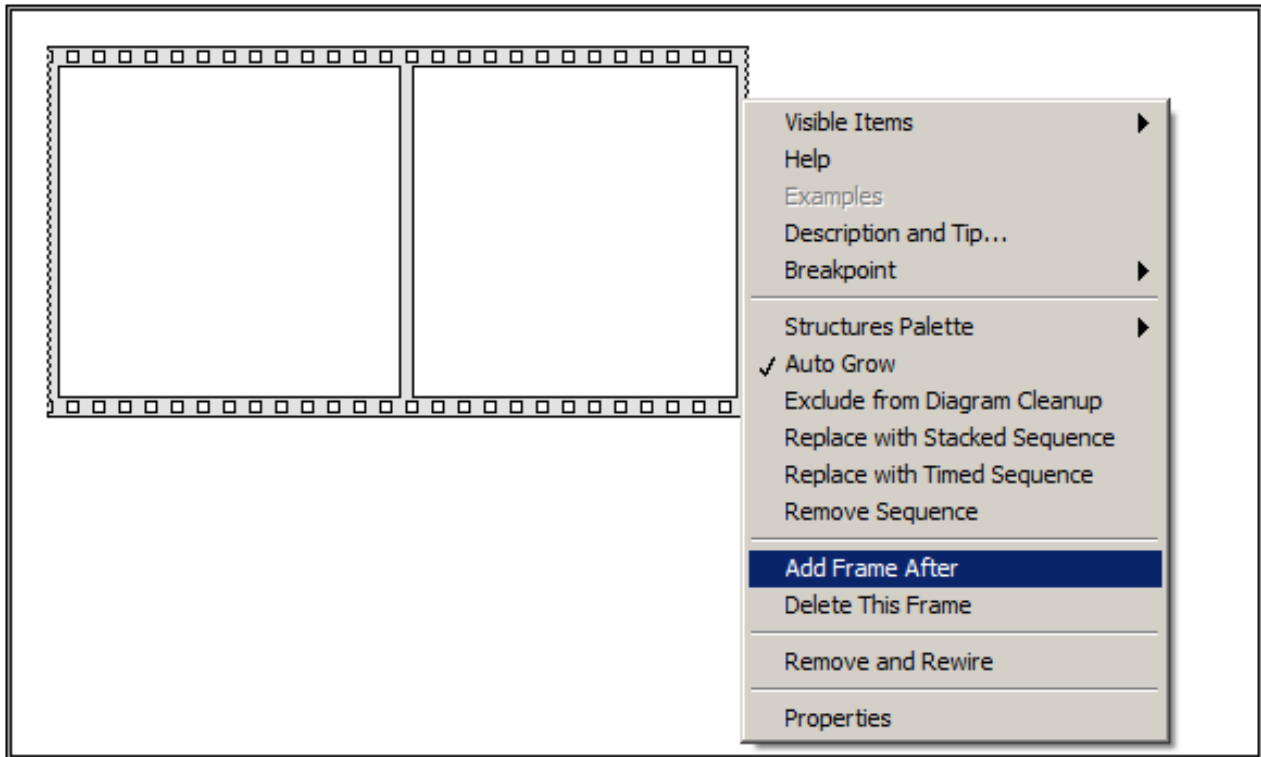 Visible Items
Help
Examples
Description and Tip...
Breakpoint
Structures Palette
Auto Grow
Exclude from Diagram Cleanup
Replace with Stacked Sequence
Replace with Timed Sequence
Remove Sequence
Add Frame After
Delete This Frame
Remove and Rewire
Properties